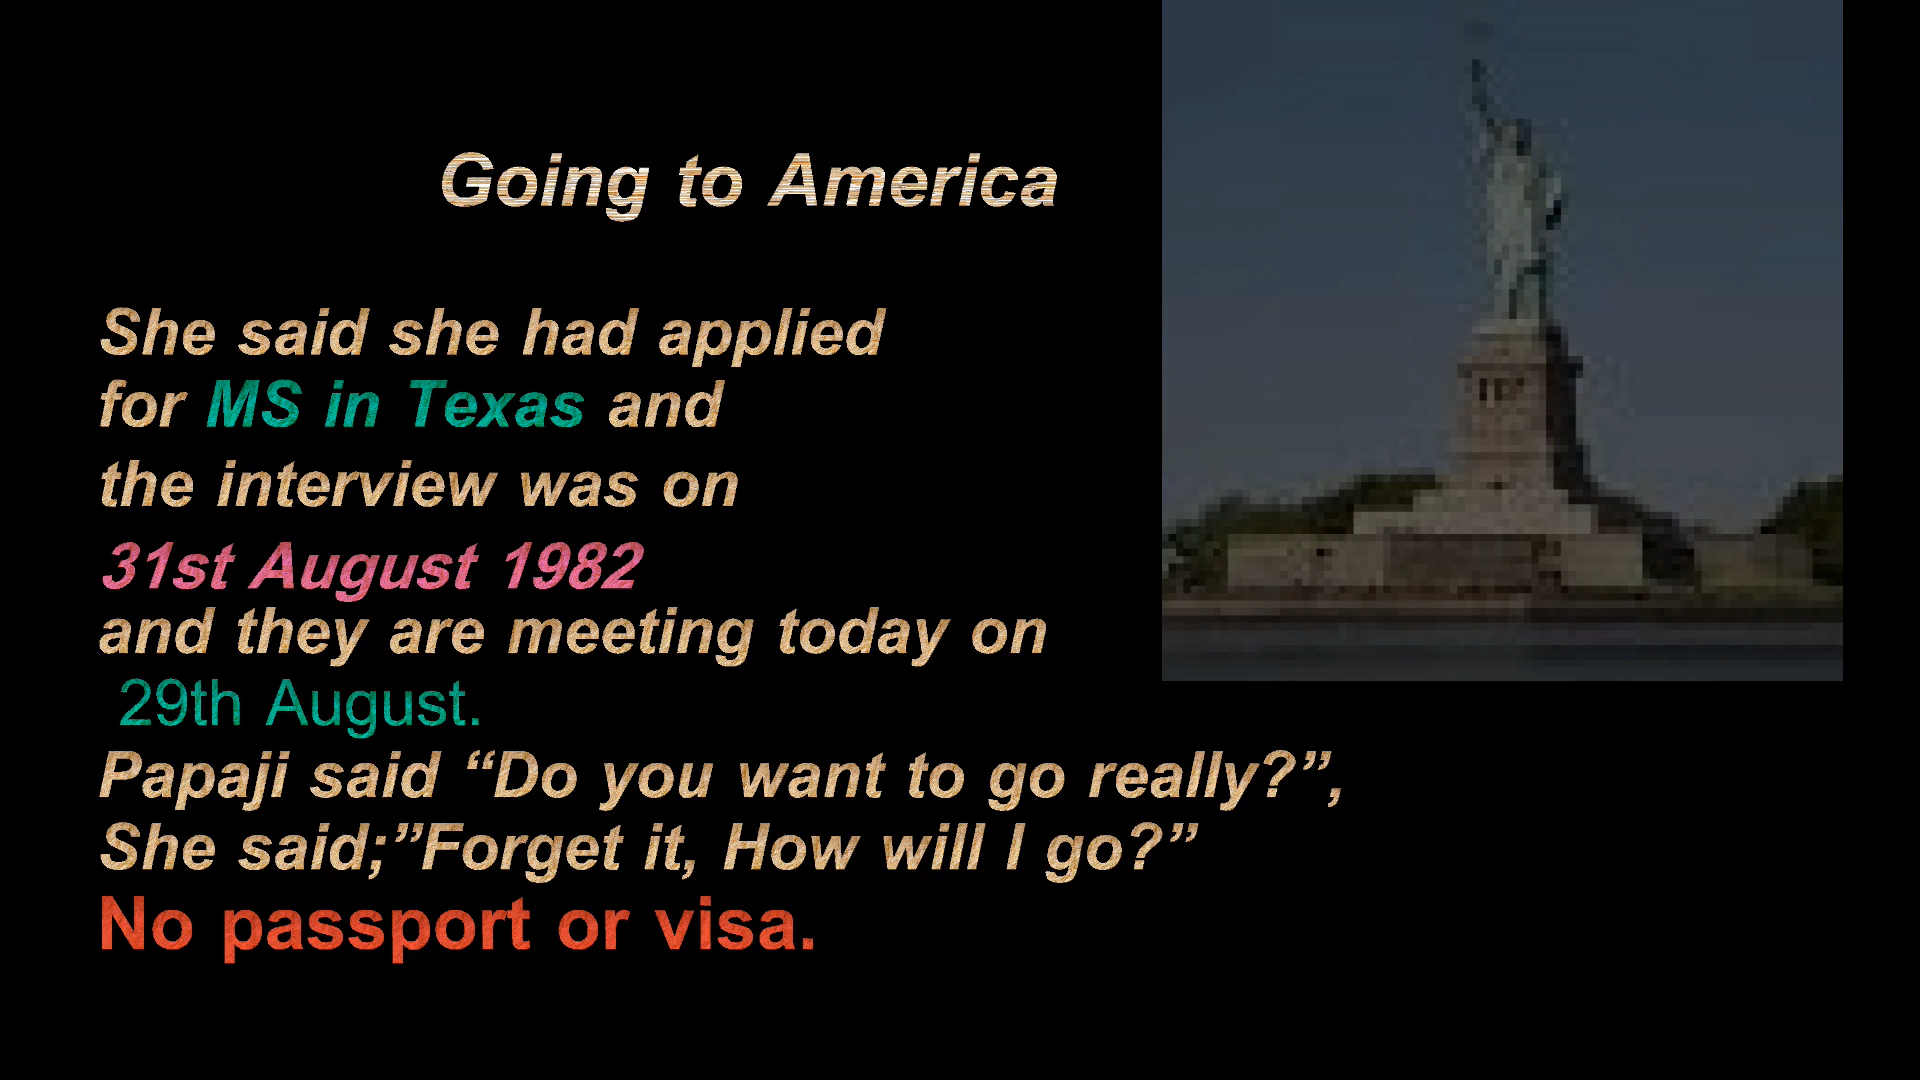 Going to America
She said she had applied
for MS in Texas and
the interview was on
31st August 1982
and they are meeting today on
29th August.
Papaji said “Do you want to go really?”,
She said;”Forget it, How will I go?”
No passport or visa.